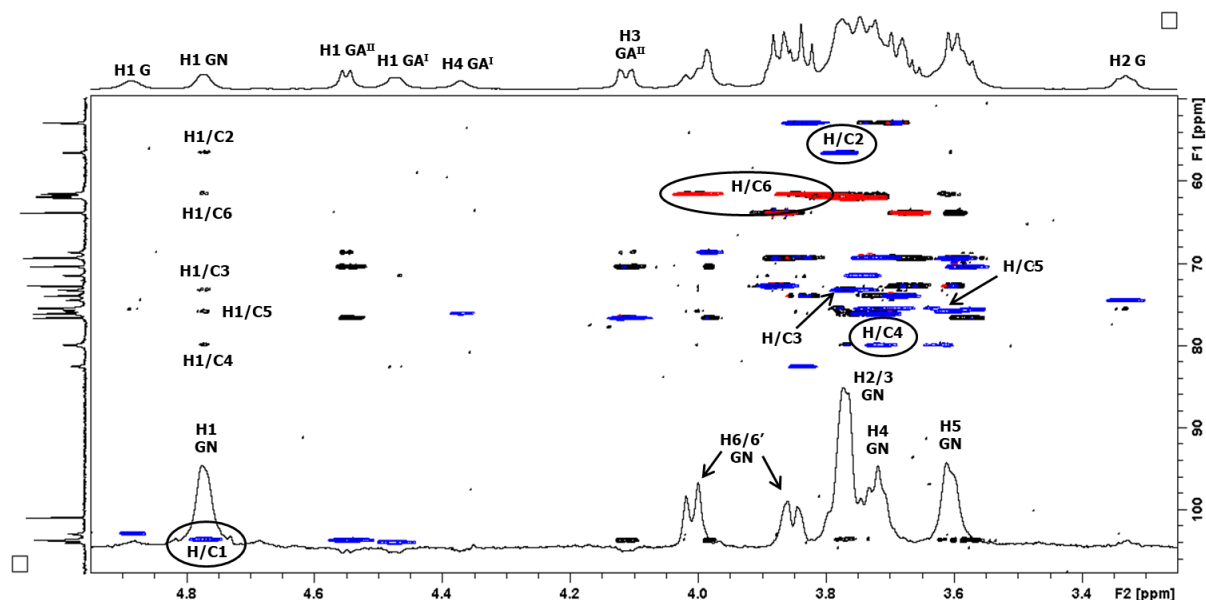 H1 G
H1 GN
H1 GAᴵᴵ
H1 GAᴵ
H4 GAᴵ
H3
GAᴵᴵ
H2 G
H1/C2
H/C2
[ppm]
F1
60
H/C6
H1/C6
H1/C3
70
H/C5
H1/C5
H/C3
H/C4
80
H1/C4
H2/3
GN
90
H1
GN
H6/6′
GN
H4
GN
H5
GN
100
H/C1
4.8
4.6
4.4
4.2
4.0
3.8
3.6
3.4
F2 [ppm]